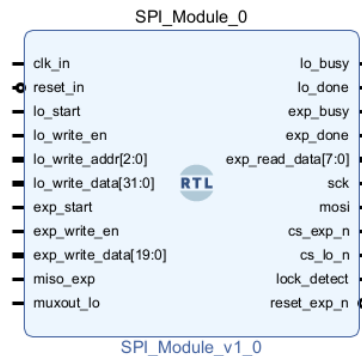 SPI_Module_0
clk_in
reset_in
lo_start
lo_write_en
lo_write_addr[2:0]
lo_write_data[31:0]
exp_start
exp_write_en
exp_write_data[19:0]
miso_exp
muxout_lo
RTL
lo_busy
lo_done
exp_busy
exp_done
exp_read_data[7:0]
sck
mosi
cs_exp_n
cs_lo_n
lock_detect
reset_exp_n
SPI_Module_v1_0